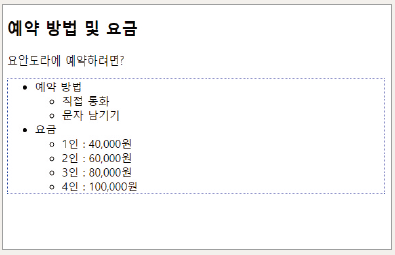 예약 방법 및 요금
요안도라에 예약하려면?
예약 방법
직접 통화
문자 남기기
요금
1인 : 40,000원
2인 : 60,000원
3인 : 80,000원
4인 : 100,000원